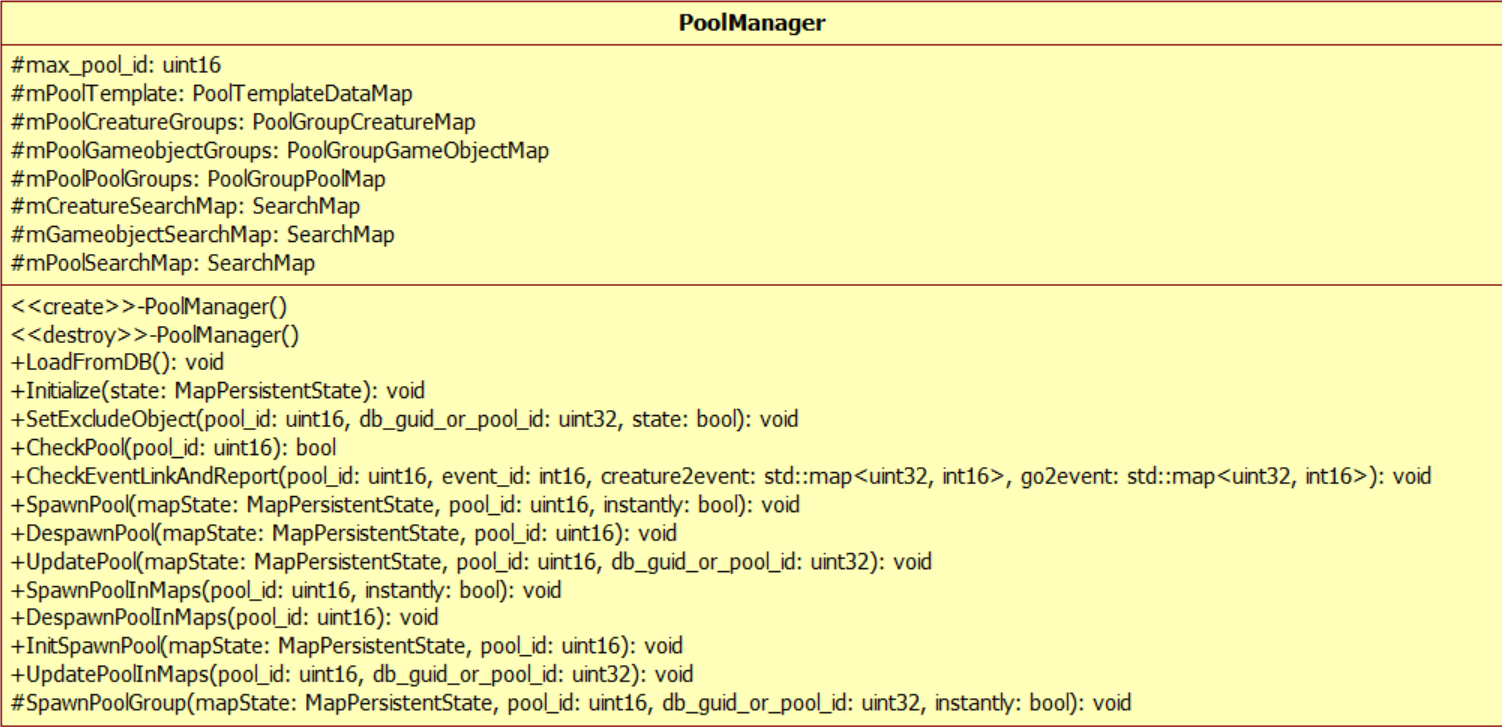 PoolManager
#max_pool_id: uint16
#mPoolTemplate: PoolTemplateDataMap
#mPoolCreatureGroups: PoolGroupCreatureMap
#mPoolGameobjectGroups: PoolGroupGameObjectMap
#mPoolPoolGroups: PoolGroupPoolMap
#mCreatureSearchMap: SearchMap
#mGameobjectSearchMap: SearchMap
#mPoolSearchMap: SearchMap
<<create>>-PoolManager()
<<destroy>>-PoolManager()
+LoadFromDB(): void
+Initialize(state: MapPersistentState): void
+SetExcludeObject(pool_id: uint16, db_guid_or_pool_id: uint32, state: bool): void
+CheckPool(pool_id: uint16): bool
+CheckEventLinkAndReport(pool_id: uint16, event_id: int16, creature2event: std::map<uint32, int16>, go2event: std::map<uint32, int16>): void
+SpawnPool(mapState: MapPersistentState, pool_id: uint16, instantly: bool): void
+DespawnPool(mapState: MapPersistentState, pool_id: uint16): void
+UpdatePool(mapState: MapPersistentState, pool_id: uint16, db_guid_or_pool_id: uint32): void
+SpawnPoolInMaps(pool_id: uint16, instantly: bool): void
+DespawnPoolInMaps(pool_id: uint16): void
+InitSpawnPool(mapState: MapPersistentState, pool_id: uint16): void
+UpdatePoolInMaps(pool_id: uint16, db_guid_or_pool_id: uint32): void
#SpawnPoolGroup(mapState: MapPersistentState, pool_id: uint16, db_guid_or_pool_id: uint32, instantly: bool): void